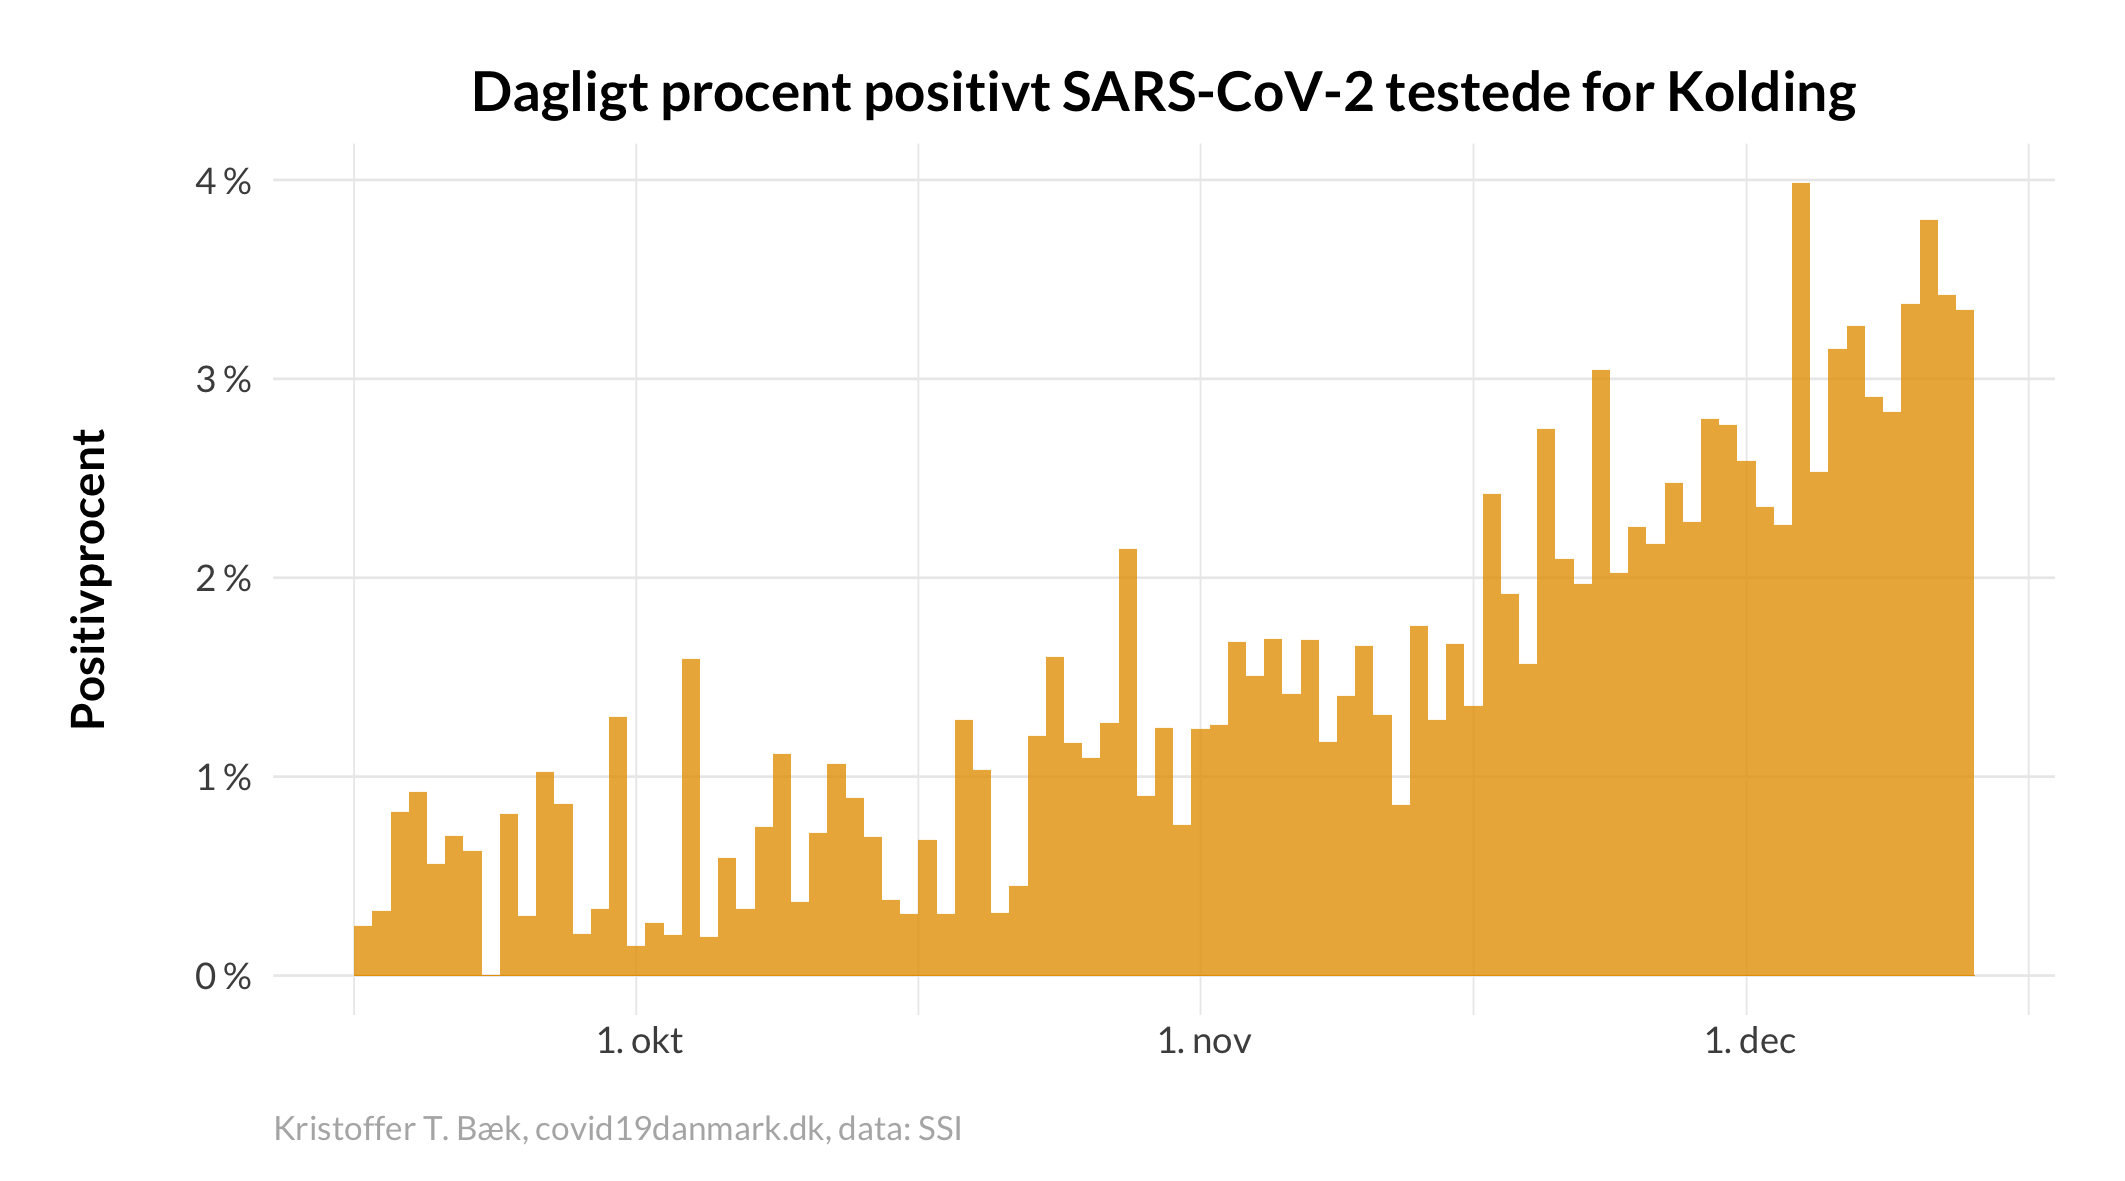 Dagligt procent positivt SARS-CoV-2 testede for Kolding
Positivprocent
4 %
3 %
2 %
1 %
0 %
1. okt
1. nov
1. dec
Kristoffer T. Bæk, covid19danmark.dk, data: SSI